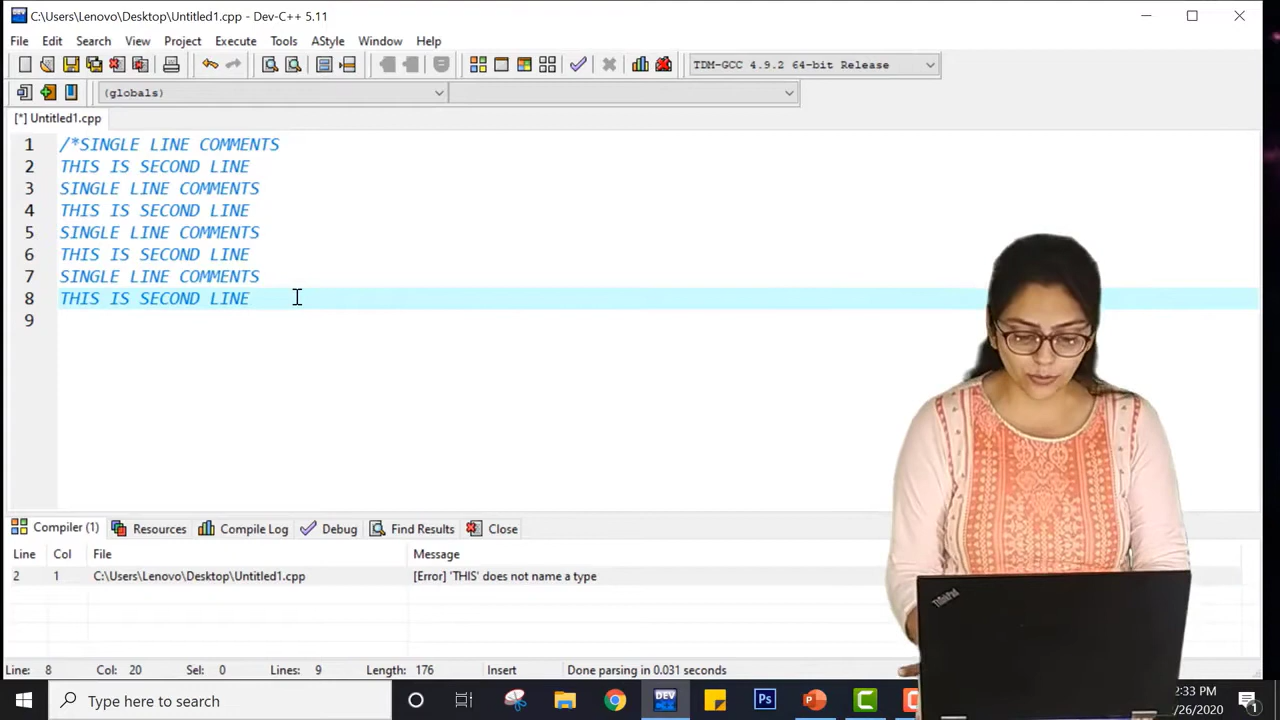 C:\Users\Lenovo\Desktop\Untitled1.cpp - Dev-C++ 5.11
File Edit Search View Project Execute Tools AStyle Window Help
TDM-GCC 4.9.2 64-bit Release
(globals)
[*] Untitled1.cpp
1 /*SINGLE LINE COMMENTS
2 THIS IS SECOND LINE
3 SINGLE LINE COMMENTS
4 THIS IS SECOND LINE
5 SINGLE LINE COMMENTS
6 THIS IS SECOND LINE
7 SINGLE LINE COMMENTS
8 THIS IS SECOND LINE
9
Compiler (1) Resources Compile Log Debug Find Results Close
Line Col File Message
2 1 C:\Users\Lenovo\Desktop\Untitled1.cpp [Error] 'THIS' does not name a type
Line: 8 Col: 20 Sel: 0 Lines: 9 Length: 176 Insert Done parsing in 0.031 seconds
ThinkPad
Type here to search
DEV
Ps
2:33 PM
/26/2020
1